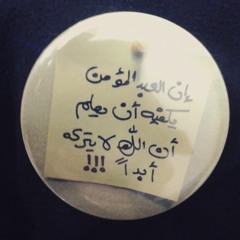 إن العبد المؤمن
يكفيه أن يعلم
أن الله لا يتركه
أبداً !!!